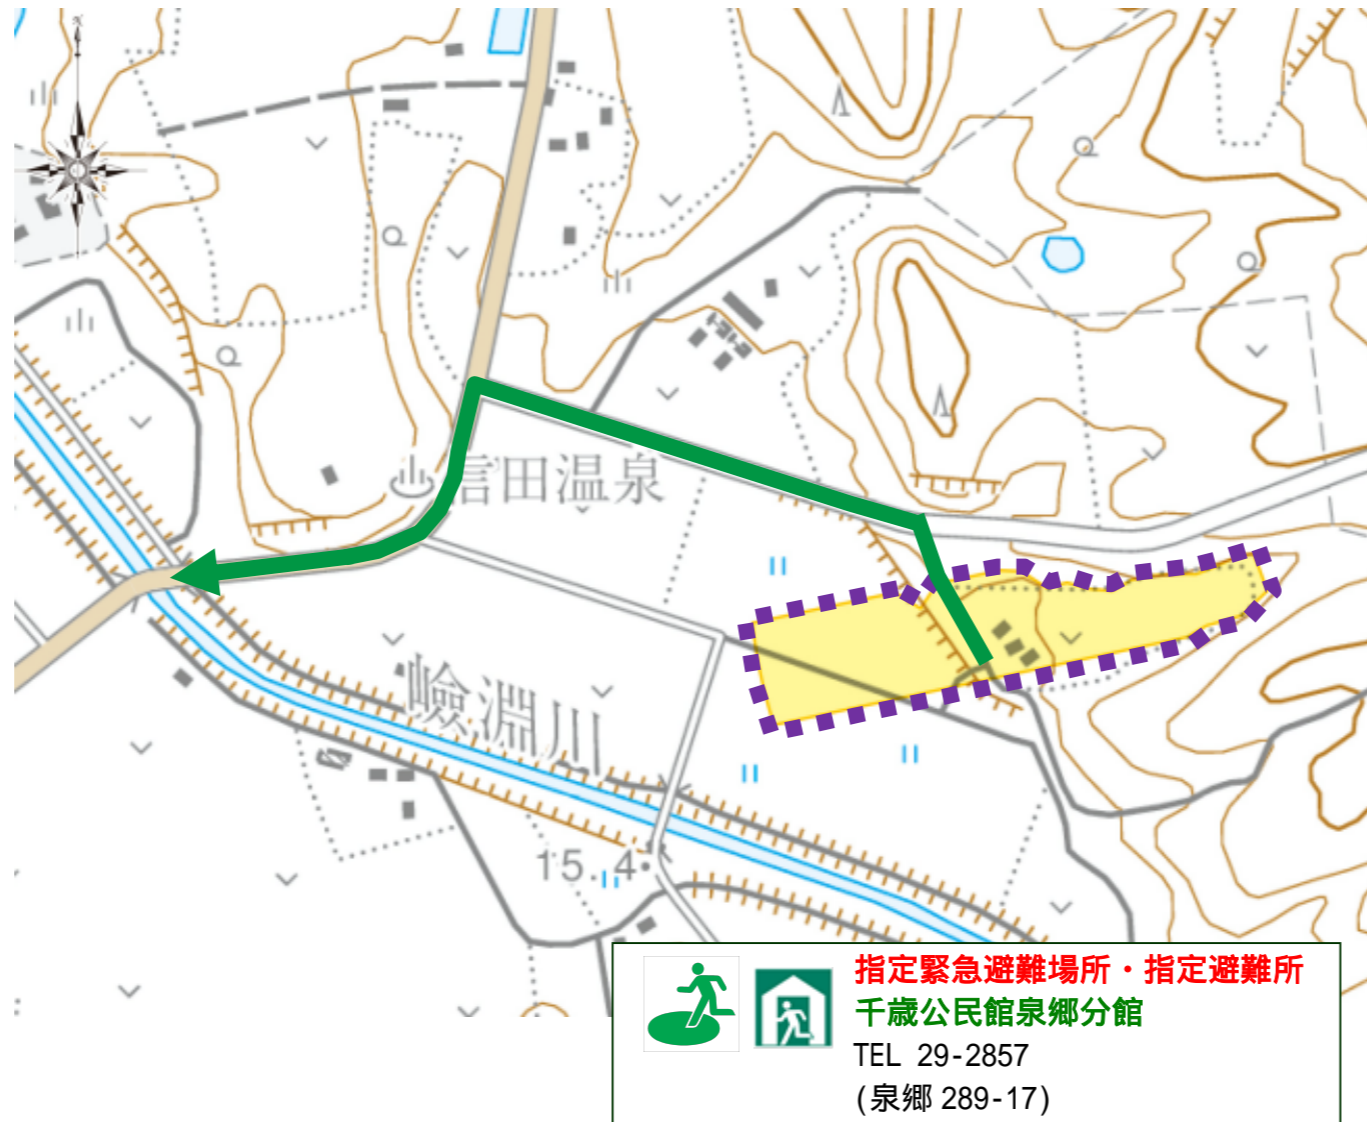 信田温泉
嶮淵川
15.4
指定緊急避難場所・指定避難所
千歳公民館泉郷分館
TEL 29-2857
(泉郷 289-17)